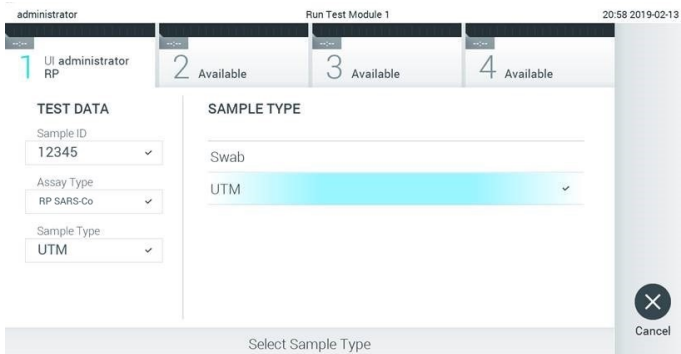 administrator
Run Test Module 1
20:58 2019-02-13
--:--
--:--
--:--
--:--
1 UI administrator
RP
2 Available
3 Available
4 Available
TEST DATA
Sample ID
12345
Assay Type
RP SARS-Co
Sample Type
UTM
SAMPLE TYPE
Swab
UTM
Select Sample Type
Cancel